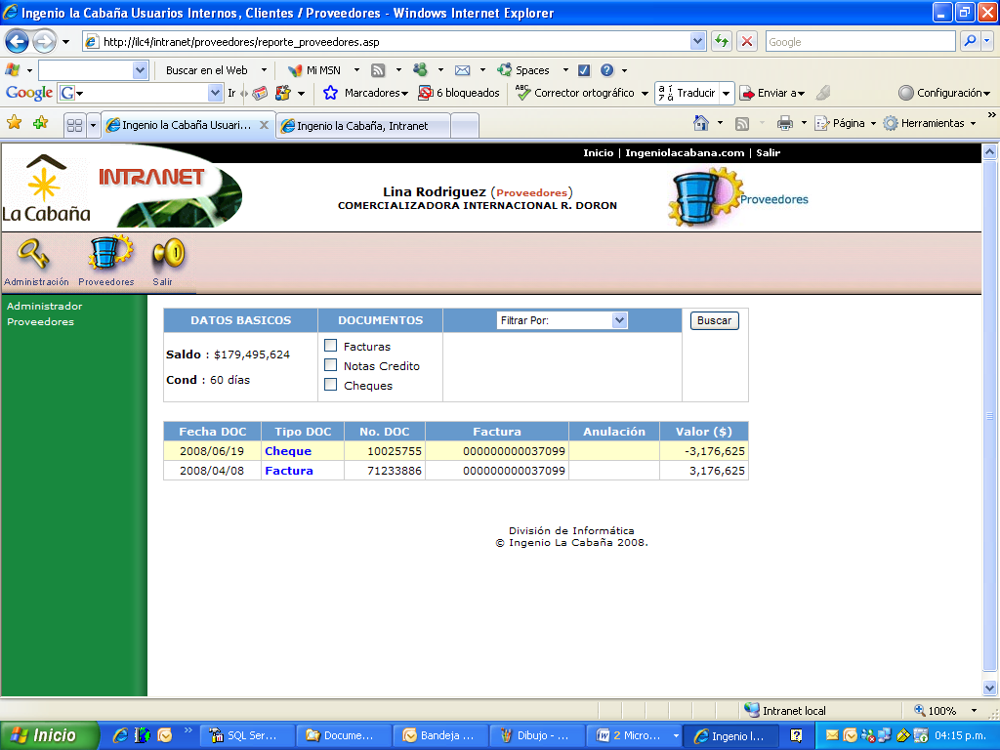 Ingenio la Cabaña Usuarios Internos, Clientes / Proveedores - Windows Internet Explorer
http://ilc4/intranet/proveedores/reporte_proveedores.asp
Google
Buscar en el Web
Mi MSN
Spaces
Google
G
Ir
Marcadores
6 bloqueados
ABC
Corrector ortográfico
Traducir
Enviar a
Configuración
Ingenio la Cabaña Usuari...
Ingenio la Cabaña, Intranet
Página
Herramientas
Inicio | Ingeniolacabana.com | Salir
La Cabaña
INTRANET
Lina Rodriguez (Proveedores)
COMERCIALIZADORA INTERNACIONAL R. DORON
Proveedores
Administración Proveedores Salir
Administrador
Proveedores
DATOS BASICOS DOCUMENTOS Filtrar Por: Buscar
Saldo : $179,495,624
Cond : 60 días
Facturas
Notas Credito
Cheques
Fecha DOC Tipo DOC No. DOC Factura Anulación Valor ($)
2008/06/19 Cheque 10025755 000000000037099 -3,176,625
2008/04/08 Factura 71233886 000000000037099 3,176,625
División de Informática
© Ingenio La Cabaña 2008.
Intranet local 100%
Inicio
SQL Ser...
Docume...
Bandeja ...
Dibujo - ...
2 Micro...
Ingenio l...
04:15 p.m.